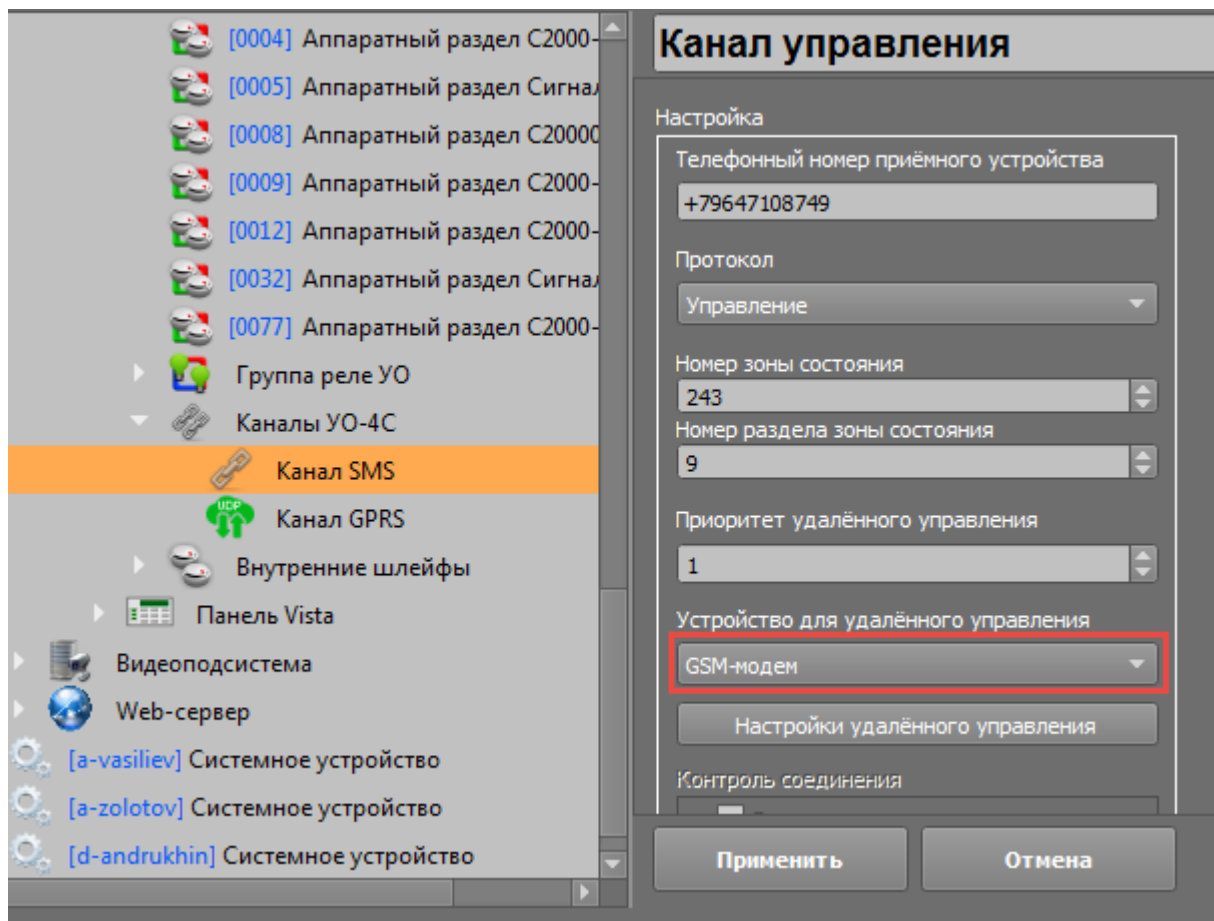 [0004] Аппаратный раздел С2000-
[0005] Аппаратный раздел Сигнал
[0008] Аппаратный раздел С20000
[0009] Аппаратный раздел С2000-
[0012] Аппаратный раздел С2000-
[0032] Аппаратный раздел Сигнал
[0077] Аппаратный раздел С2000-
Группа реле УО
Каналы УО-4С
Канал SMS
UDP
Канал GPRS
Внутренние шлейфы
Панель Vista
Видеоподсистема
Web-сервер
[a-vasiliev] Системное устройство
[a-zolotov] Системное устройство
[d-andrukhin] Системное устройство
Канал управления
Настройка
Телефонный номер приёмного устройства
+79647108749
Протокол
Управление
Номер зоны состояния
243
Номер раздела зоны состояния
9
Приоритет удалённого управления
1
Устройство для удалённого управления
GSM-модем
Настройки удалённого управления
Контроль соединения
Применить
Отмена